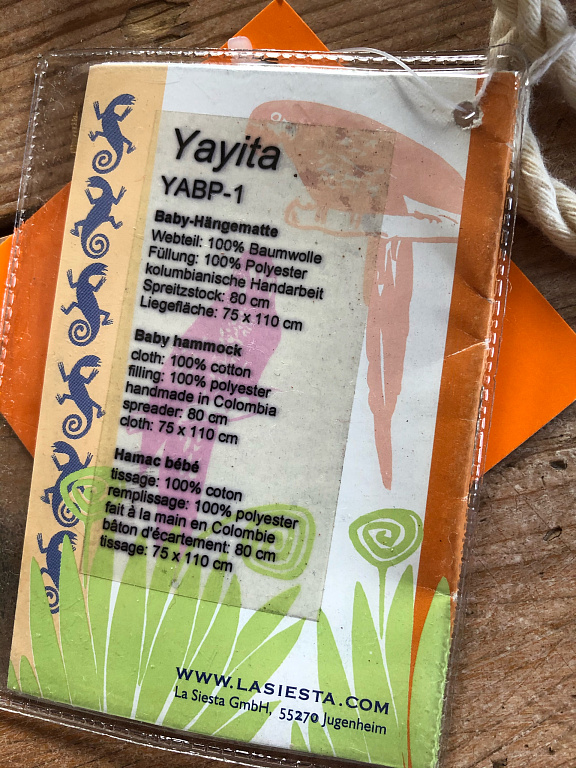 Yayita
YABP-1
Baby-Hängematte
Webteil: 100% Baumwolle
Füllung: 100% Polyester
kolumbianische Handarbeit
Spreitzstock: 80 cm
Liegefläche: 75 x 110 cm
Baby hammock
cloth: 100% cotton
filling: 100% polyester
handmade in Colombia
spreader: 80 cm
cloth: 75 x 110 cm
Hamac bébé
tissage: 100% coton
remplissage: 100% polyester
fait à la main en Colombie
bâton d'écartement: 80 cm
tissage: 75 x 110 cm
WWW.LASIESTA.COM
La Siesta GmbH, 55270 Jugenheim